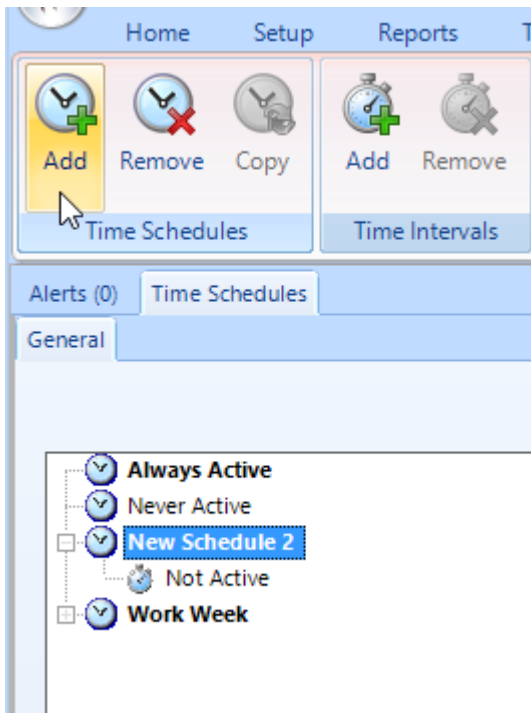 Home Setup Reports
Add Remove Copy Add Remove
Time Schedules Time Intervals
Alerts (0) Time Schedules
General
Always Active
Never Active
New Schedule 2
Not Active
Work Week